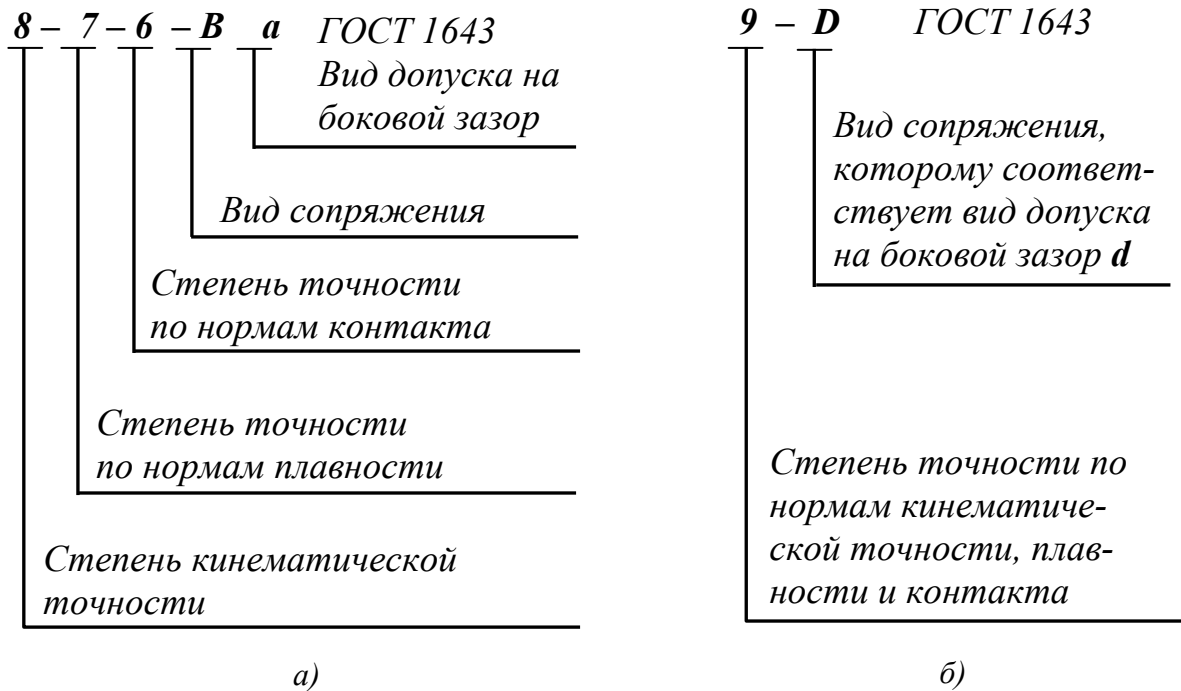 8 – 7 – 6 – В а ГОСТ 1643
Вид допуска на
боковой зазор
Вид сопряжения
Степень точности
по нормам контакта
Степень точности
по нормам плавности
Степень кинематической
точности
а)
9 – D ГОСТ 1643
Вид сопряжения,
которому соответ-
ствует вид допуска
на боковой зазор d
Степень точности по
нормам кинематиче-
ской точности, плав-
ности и контакта
б)